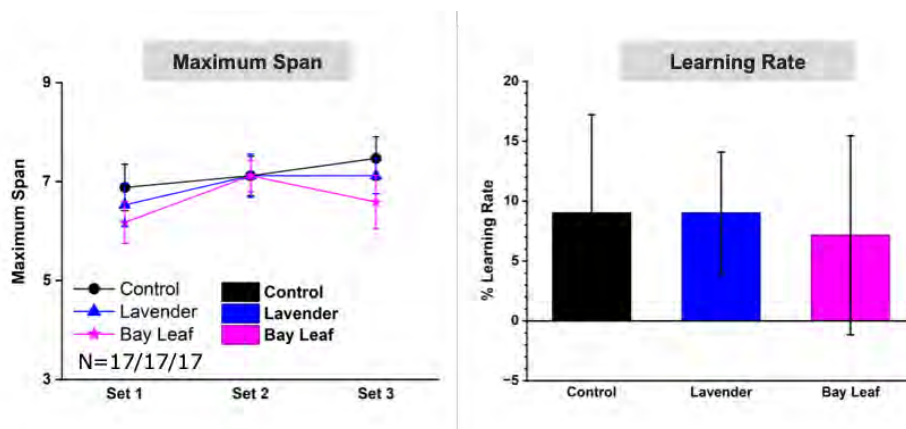 Maximum Span
9
7
5
3
Maximum Span
Control
Lavender
Bay Leaf
Control
Lavender
Bay Leaf
N=17/17/17
Set 1
Set 2
Set 3
Learning Rate
20
15
10
5
0
−5
% Learning Rate
Control
Lavender
Bay Leaf